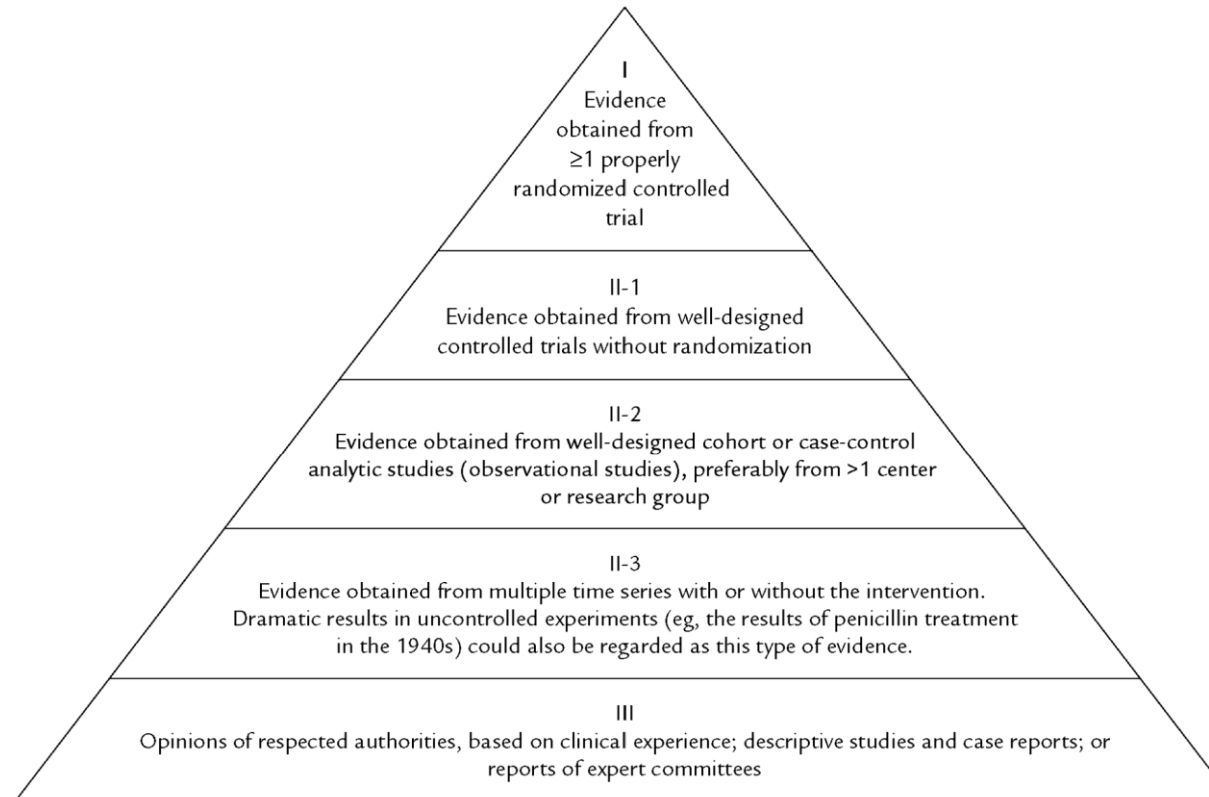 I
Evidence
obtained from
≥1 properly
randomized controlled
trial
II-1
Evidence obtained from well-designed
controlled trials without randomization
II-2
Evidence obtained from well-designed cohort or case-control
analytic studies (observational studies), preferably from >1 center
or research group
II-3
Evidence obtained from multiple time series with or without the intervention.
Dramatic results in uncontrolled experiments (eg, the results of penicillin treatment
in the 1940s) could also be regarded as this type of evidence.
III
Opinions of respected authorities, based on clinical experience; descriptive studies and case reports; or
reports of expert committees